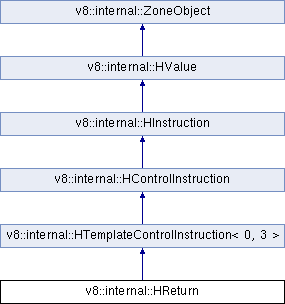 v8::internal::ZoneObject
v8::internal::HValue
v8::internal::HInstruction
v8::internal::HControlInstruction
v8::internal::HTemplateControlInstruction< 0, 3 >
v8::internal::HReturn